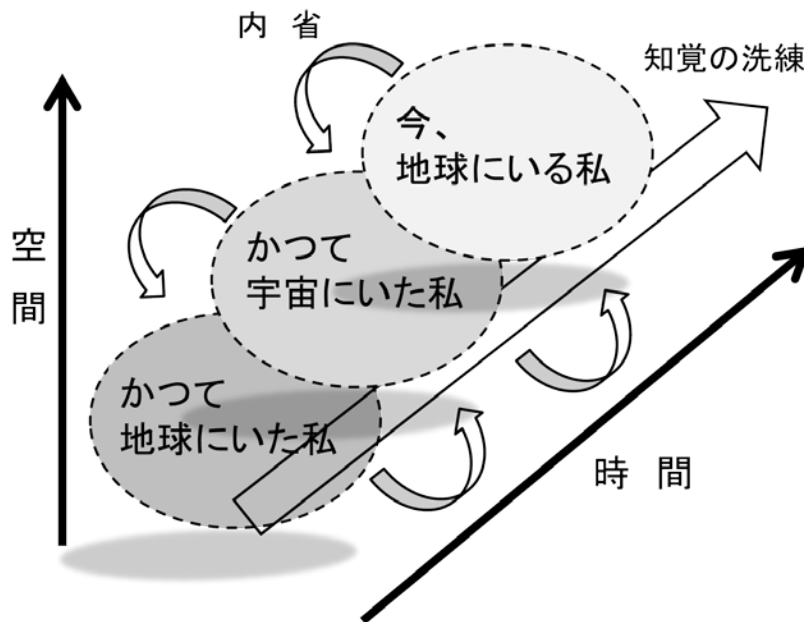 内 省
知覚の洗練
今、
地球にいる私
かつて
宇宙にいた私
空
間
かつて
地球にいた私
時 間